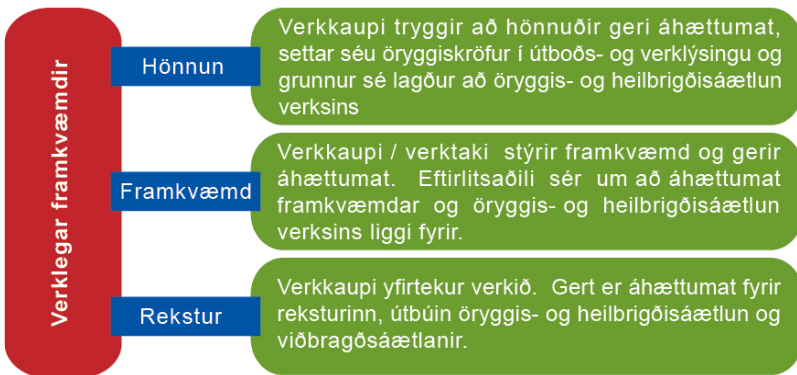 Verklegar framkvæmdir
Hönnun
Verkkaupi tryggir að hönnuðir geri áhættumat,
settar séu öryggiskröfur í útboðs- og verklýsingu og
grunnur sé lagður að öryggis- og heilbrigðisáætlun
verksins
Framkvæmd
Verkkaupi / verktaki stýrir framkvæmd og gerir
áhættumat. Eftirlitsaðili sér um að áhættumat
framkvæmdar og öryggis- og heilbrigðisáætlun
verksins liggi fyrir.
Rekstur
Verkkaupi yfirtekur verkið. Gert er áhættumat fyrir
reksturinn, útbúin öryggis- og heilbrigðisáætlun og
viðbragðsáætlanir.